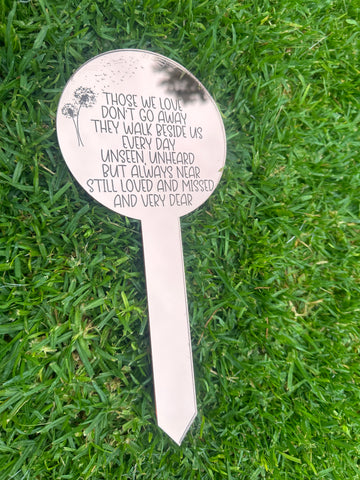 THOSE WE LOVE
DON'T GO AWAY
THEY WALK BESIDE US
EVERY DAY
UNSEEN, UNHEARD
BUT ALWAYS NEAR
STILL LOVED AND MISSED
AND VERY DEAR